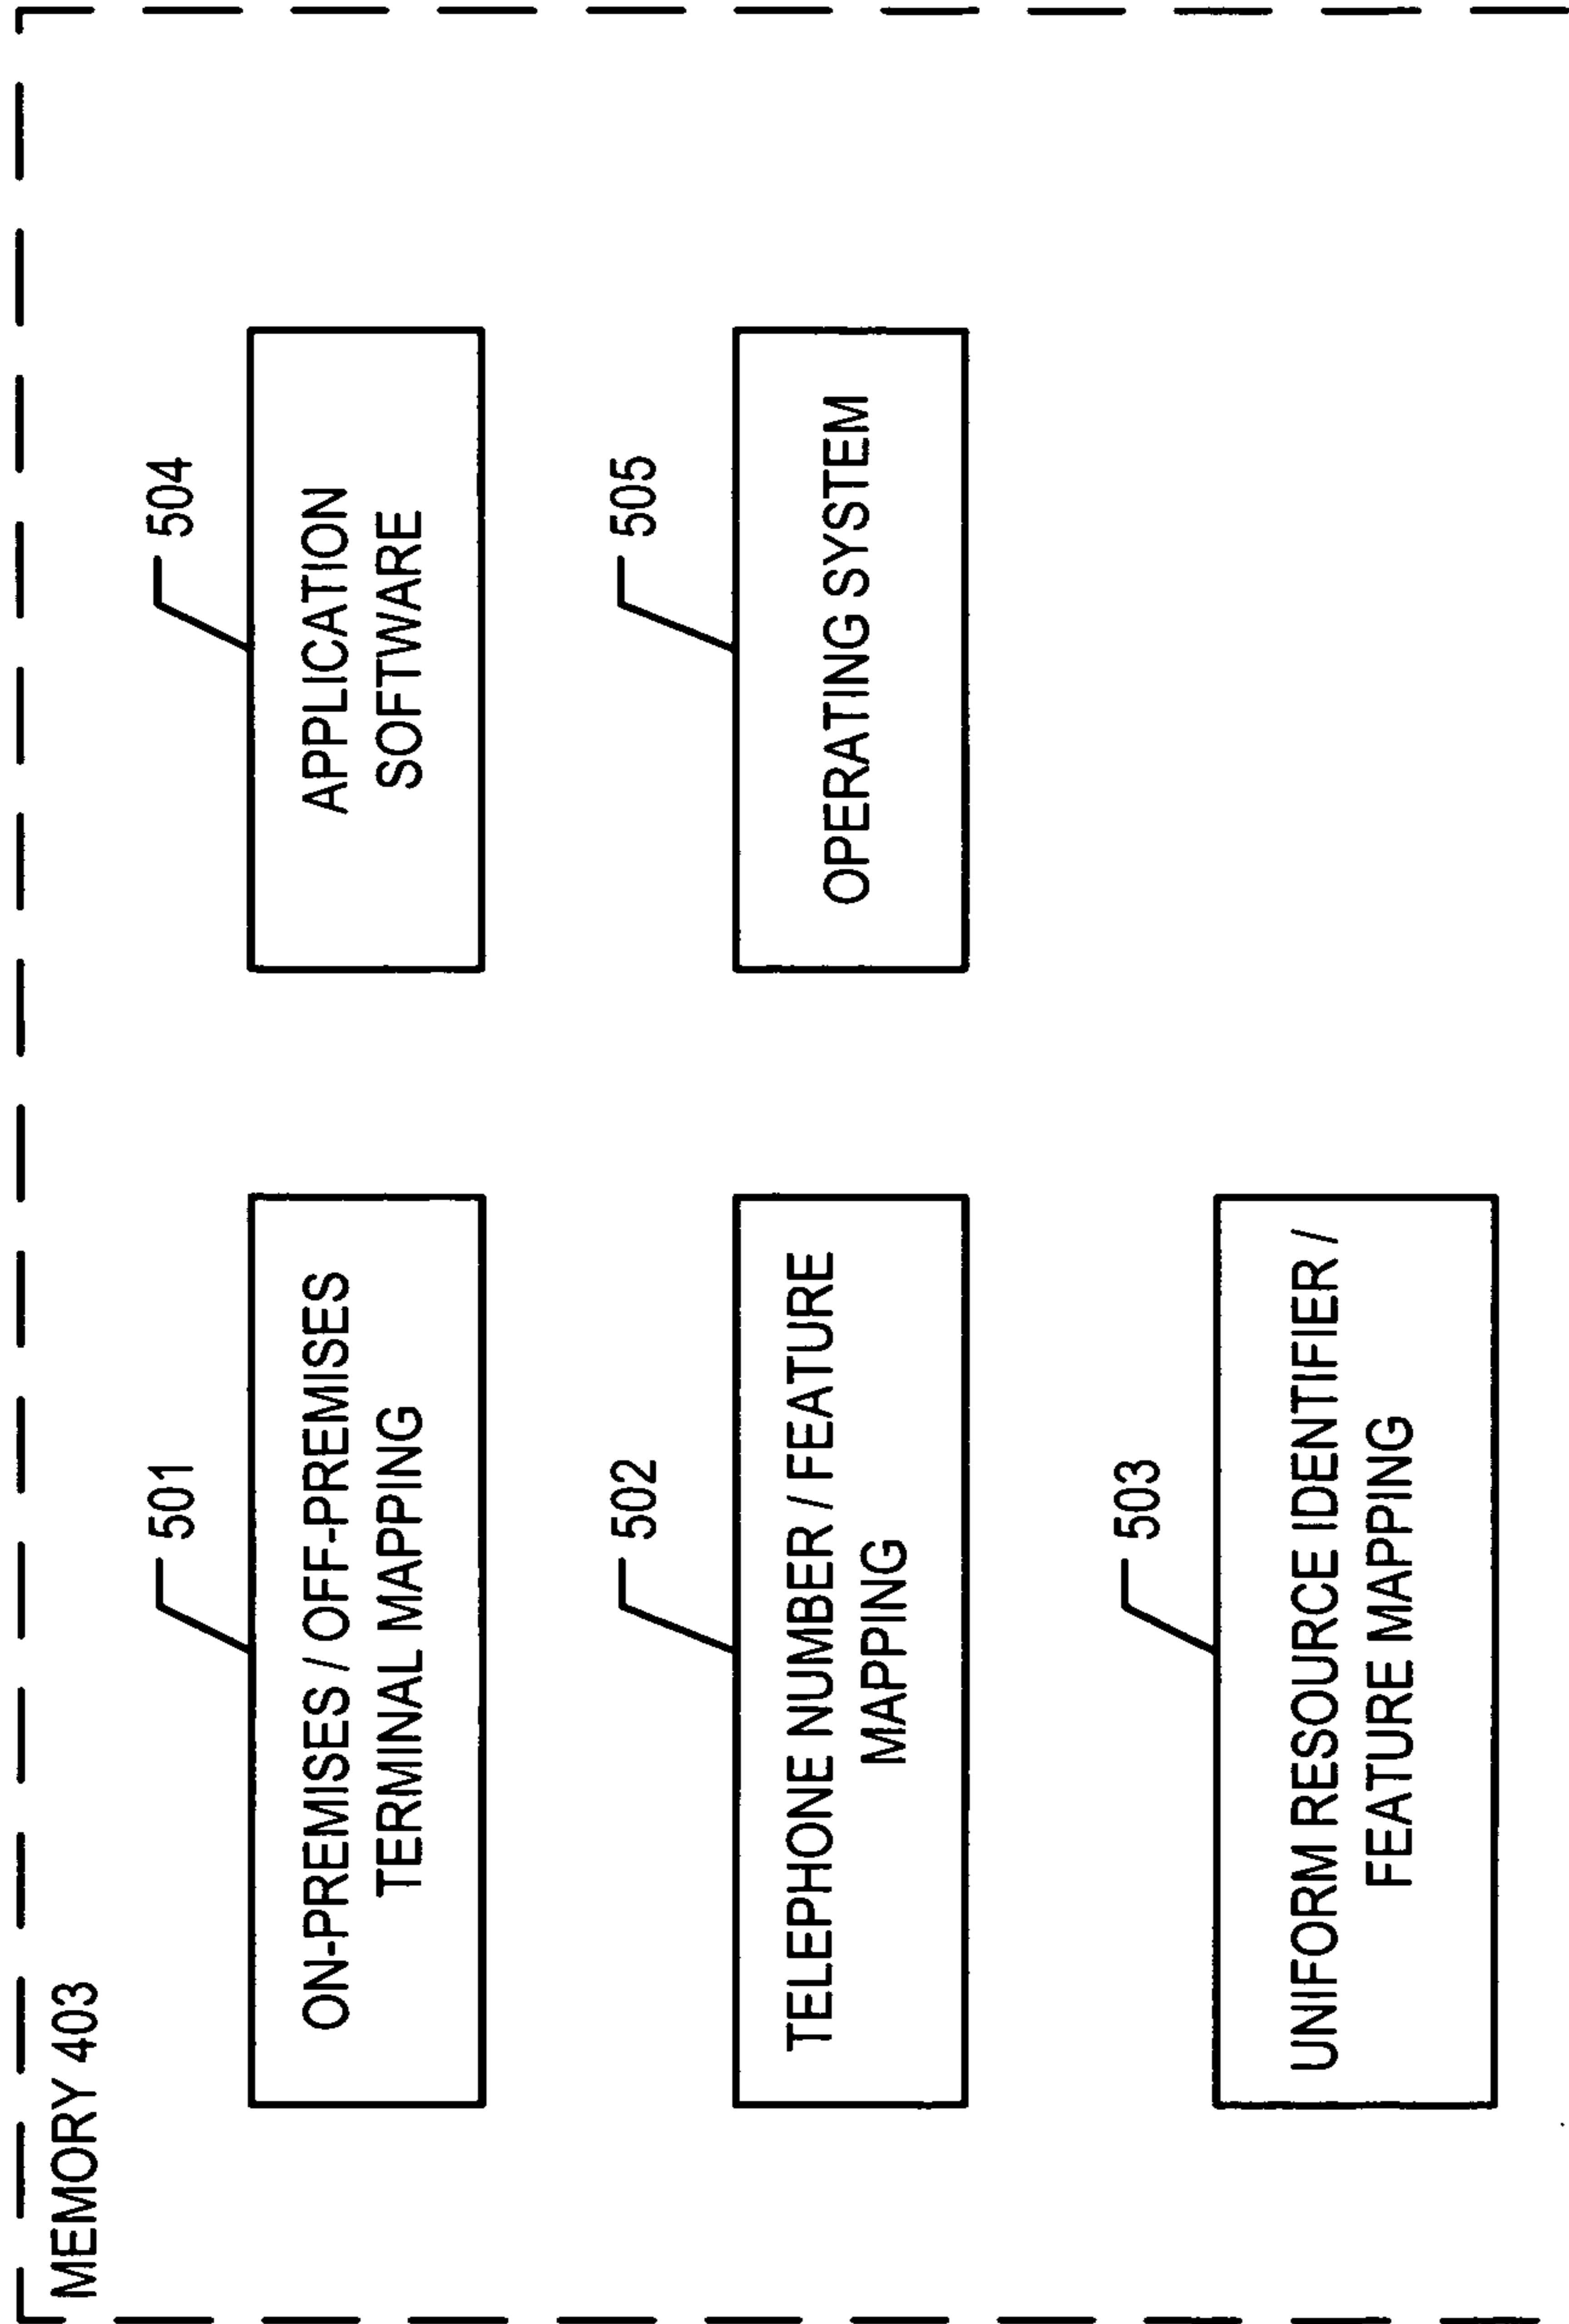 MEMORY 403
501
ON-PREMISES / OFF-PREMISES
TERMINAL MAPPING
504
APPLICATION
SOFTWARE
502
TELEPHONE NUMBER / FEATURE
MAPPING
505
OPERATING SYSTEM
503
UNIFORM RESOURCE IDENTIFIER /
FEATURE MAPPING